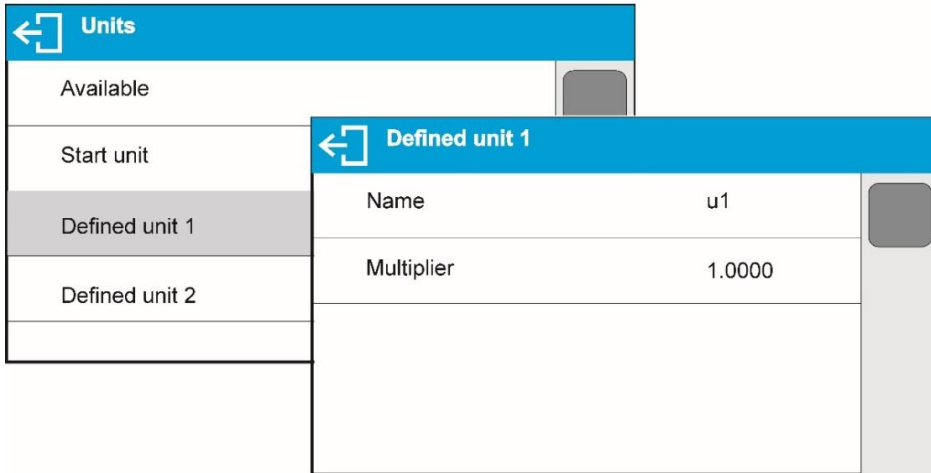 Units
Available
Start unit
Defined unit 1
Defined unit 2
Defined unit 1
Name u1
Multiplier 1.0000